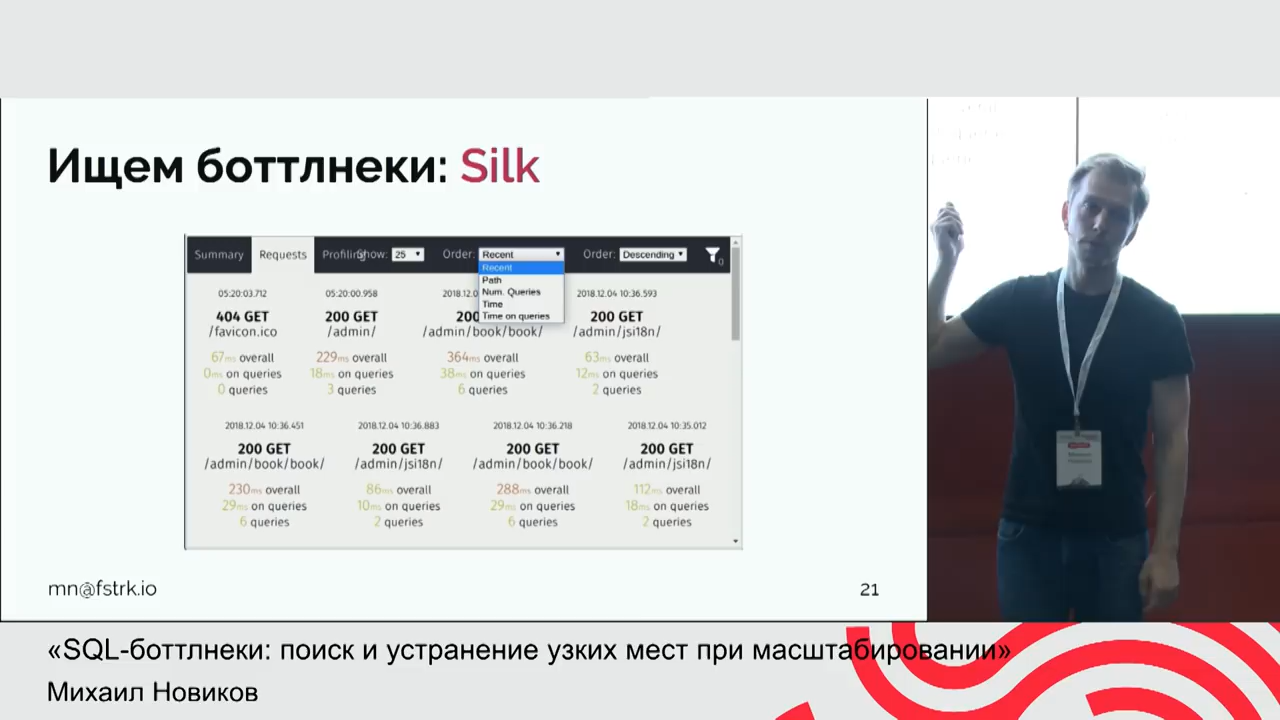 Ищем боттлнеки: Silk
Summary Requests Profiling Show: 25 Order: Recent Order: Descending 0
Recent
Path
Num. Queries
Time
Time on queries
05:20:03.712 05:20:00.958 2018.12.0 2018.12.04 10:36.593
404 GET 200 GET 200 200 GET
/favicon.ico /admin/ /admin/book/book/ /admin/jsi18n/
67ms overall 229ms overall 364ms overall 63ms overall
0ms on queries 18ms on queries 38ms on queries 12ms on queries
0 queries 3 queries 6 queries 2 queries
2018.12.04 10:36.451 2018.12.04 10:36.883 2018.12.04 10:36.218 2018.12.04 10:35.012
200 GET 200 GET 200 GET 200 GET
/admin/book/book/ /admin/jsi18n/ /admin/book/book/ /admin/jsi18n/
230ms overall 86ms overall 288ms overall 112ms overall
29ms on queries 10ms on queries 29ms on queries 18ms on queries
6 queries 2 queries 6 queries 2 queries
mn@fstrk.io 21
«SQL-боттлнеки: поиск и устранение узких мест при масштабировании»
Михаил Новиков